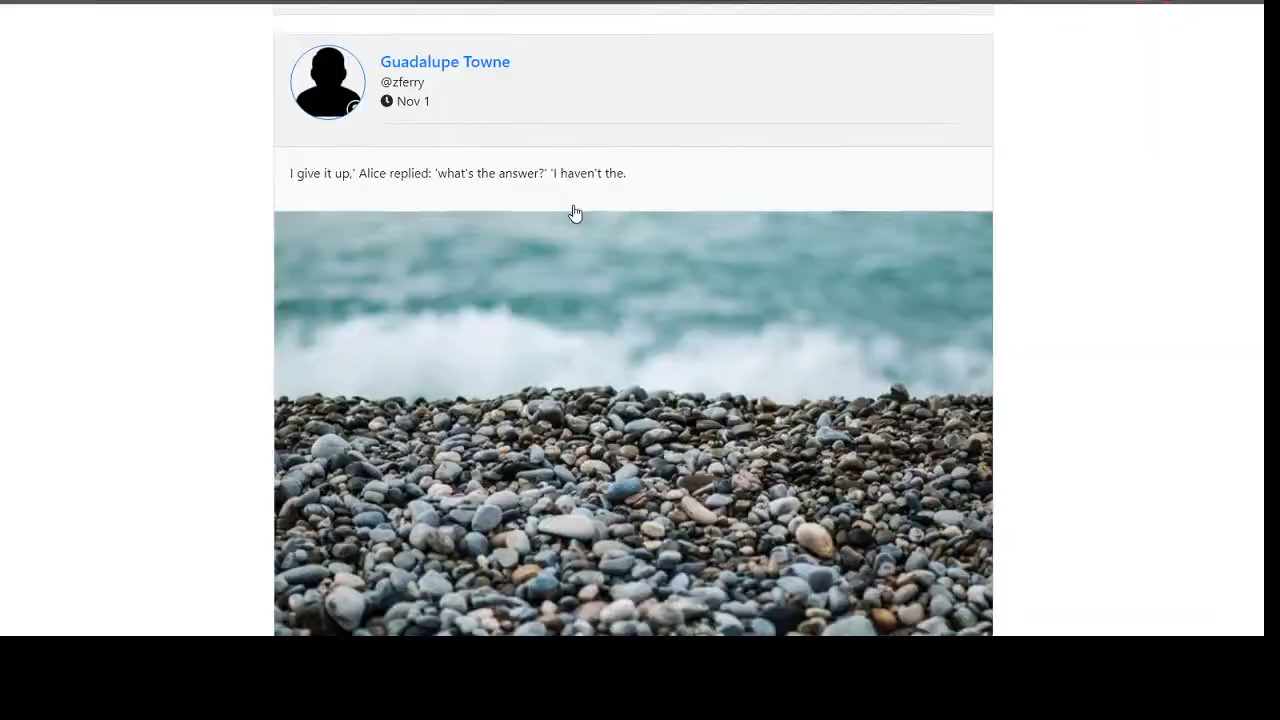 Guadalupe Towne
@zferry
Nov 1
I give it up,' Alice replied: 'what's the answer?' 'I haven't the.